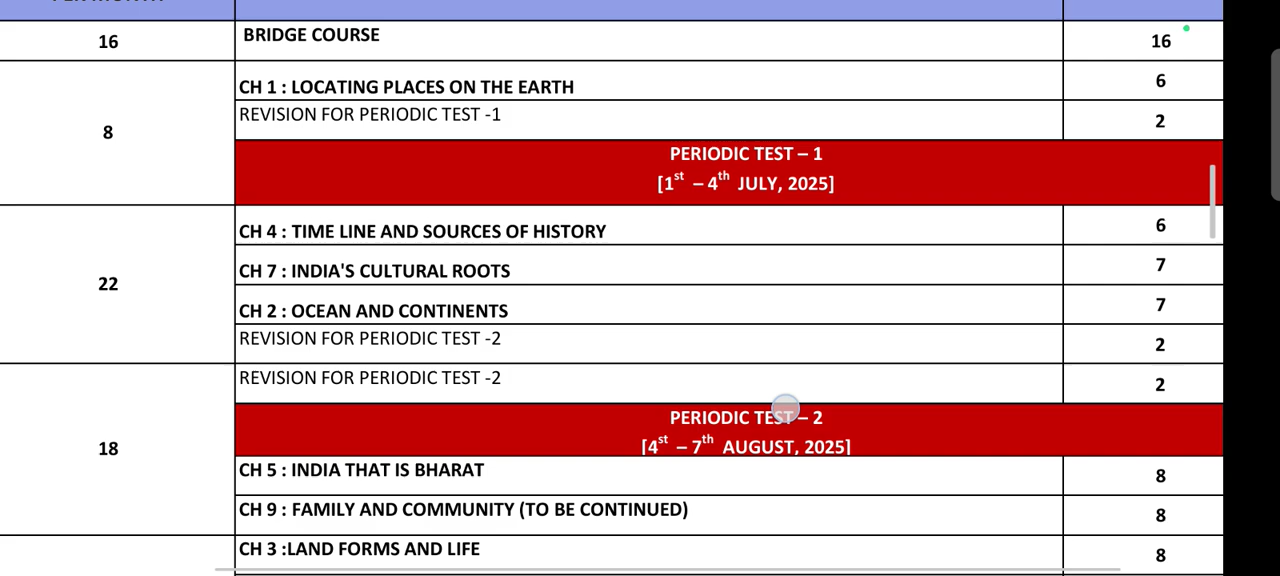 16
BRIDGE COURSE
16
8
CH 1 : LOCATING PLACES ON THE EARTH
6
REVISION FOR PERIODIC TEST -1
2
PERIODIC TEST – 1
[1st – 4th JULY, 2025]
22
CH 4 : TIME LINE AND SOURCES OF HISTORY
6
CH 7 : INDIA'S CULTURAL ROOTS
7
CH 2 : OCEAN AND CONTINENTS
7
REVISION FOR PERIODIC TEST -2
2
18
REVISION FOR PERIODIC TEST -2
2
PERIODIC TEST – 2
[4st – 7th AUGUST, 2025]
CH 5 : INDIA THAT IS BHARAT
8
CH 9 : FAMILY AND COMMUNITY (TO BE CONTINUED)
8
CH 3 :LAND FORMS AND LIFE
8